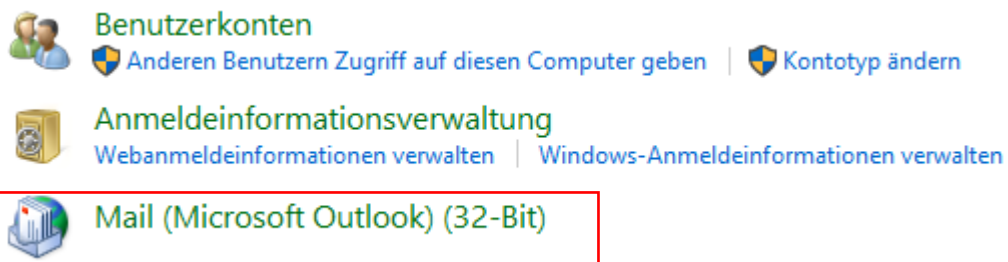 Benutzerkonten
Anderen Benutzern Zugriff auf diesen Computer geben | Kontotyp ändern
Anmeldeinformationsverwaltung
Webanmeldeinformationen verwalten | Windows-Anmeldeinformationen verwalten
Mail (Microsoft Outlook) (32-Bit)